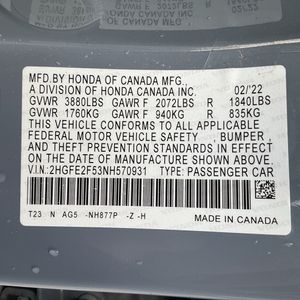 MFD.BY HONDA OF CANADA MFG.
A DIVISION OF HONDA CANADA INC. 02/'22
GVWR 3880LBS GAWR F 2072LBS R 1840LBS
GVWR 1760KG GAWR F 940KG R 835KG
THIS VEHICLE CONFORMS TO ALL APPLICABLE
FEDERAL MOTOR VEHICLE SAFETY, BUMPER,
AND THEFT PREVENTION STANDARDS IN EFFECT ON
THE DATE OF MANUFACTURE SHOWN ABOVE.
V.I.N: 2HGFE2F53NH570931 TYPE: PASSENGER CAR
T23 N AG5 -NH877P -Z -H
MADE IN CANADA